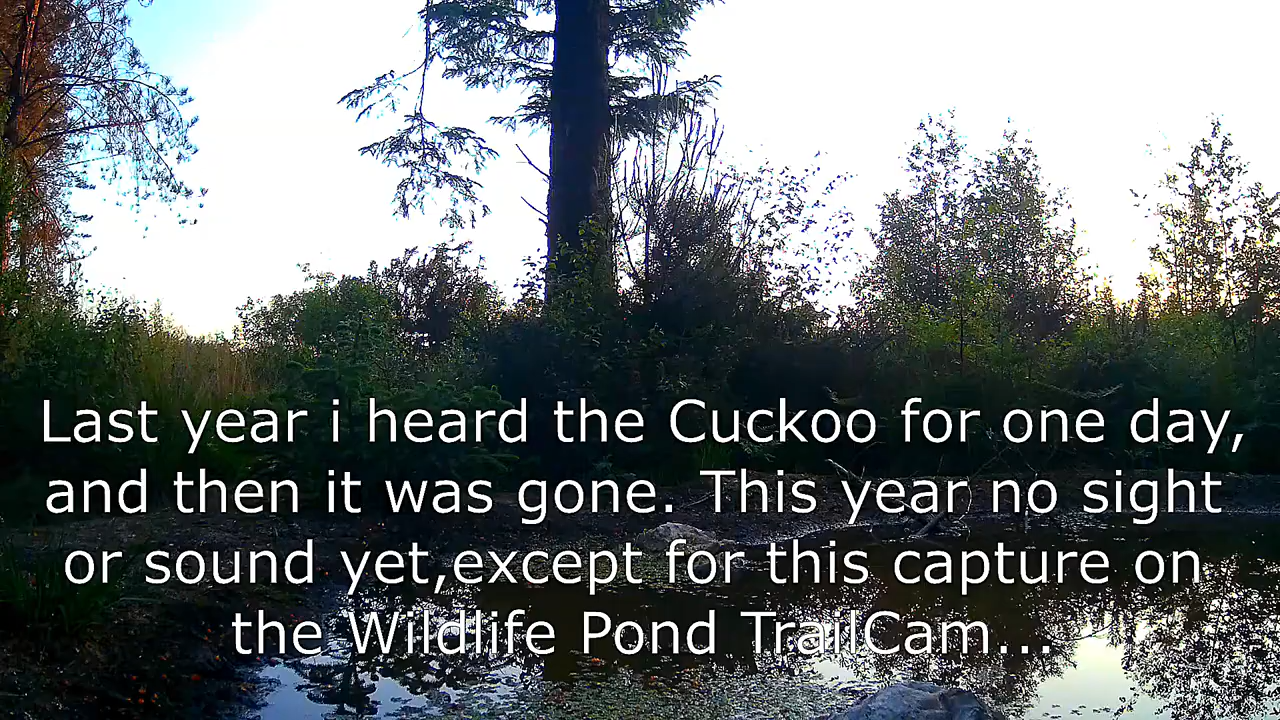 Last year i heard the Cuckoo for one day,
and then it was gone. This year no sight
or sound yet,except for this capture on
the Wildlife Pond TrailCam...